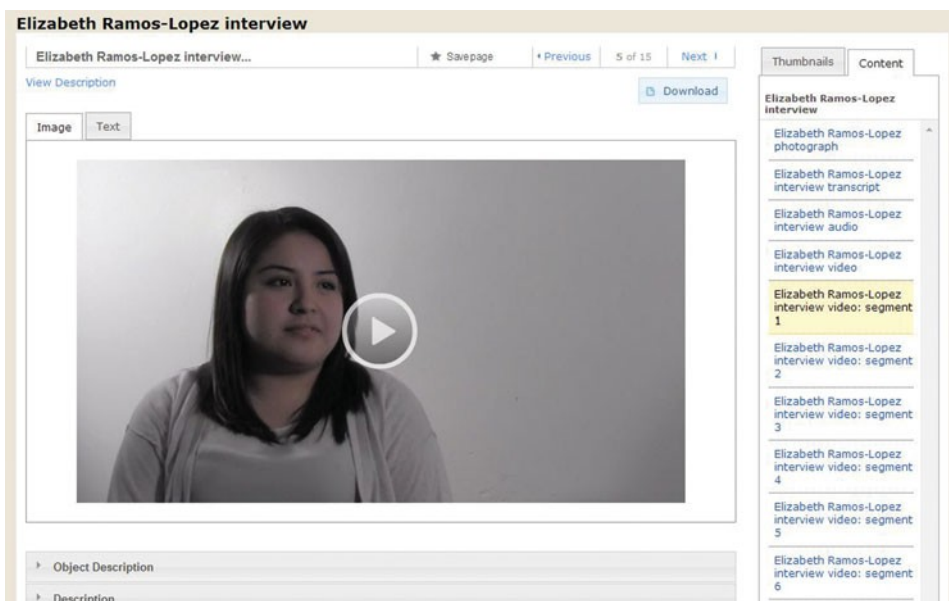 Elizabeth Ramos-Lopez interview
Elizabeth Ramos-Lopez interview...
Savepage
Previous
5 of 15
Next
View Description
Download
Image
Text
Object Description
Description
Thumbnails
Content
Elizabeth Ramos-Lopez
interview
Elizabeth Ramos-Lopez
photograph
Elizabeth Ramos-Lopez
interview transcript
Elizabeth Ramos-Lopez
interview audio
Elizabeth Ramos-Lopez
interview video
Elizabeth Ramos-Lopez
interview video: segment
1
Elizabeth Ramos-Lopez
interview video: segment
2
Elizabeth Ramos-Lopez
interview video: segment
3
Elizabeth Ramos-Lopez
interview video: segment
4
Elizabeth Ramos-Lopez
interview video: segment
5
Elizabeth Ramos-Lopez
interview video: segment
6